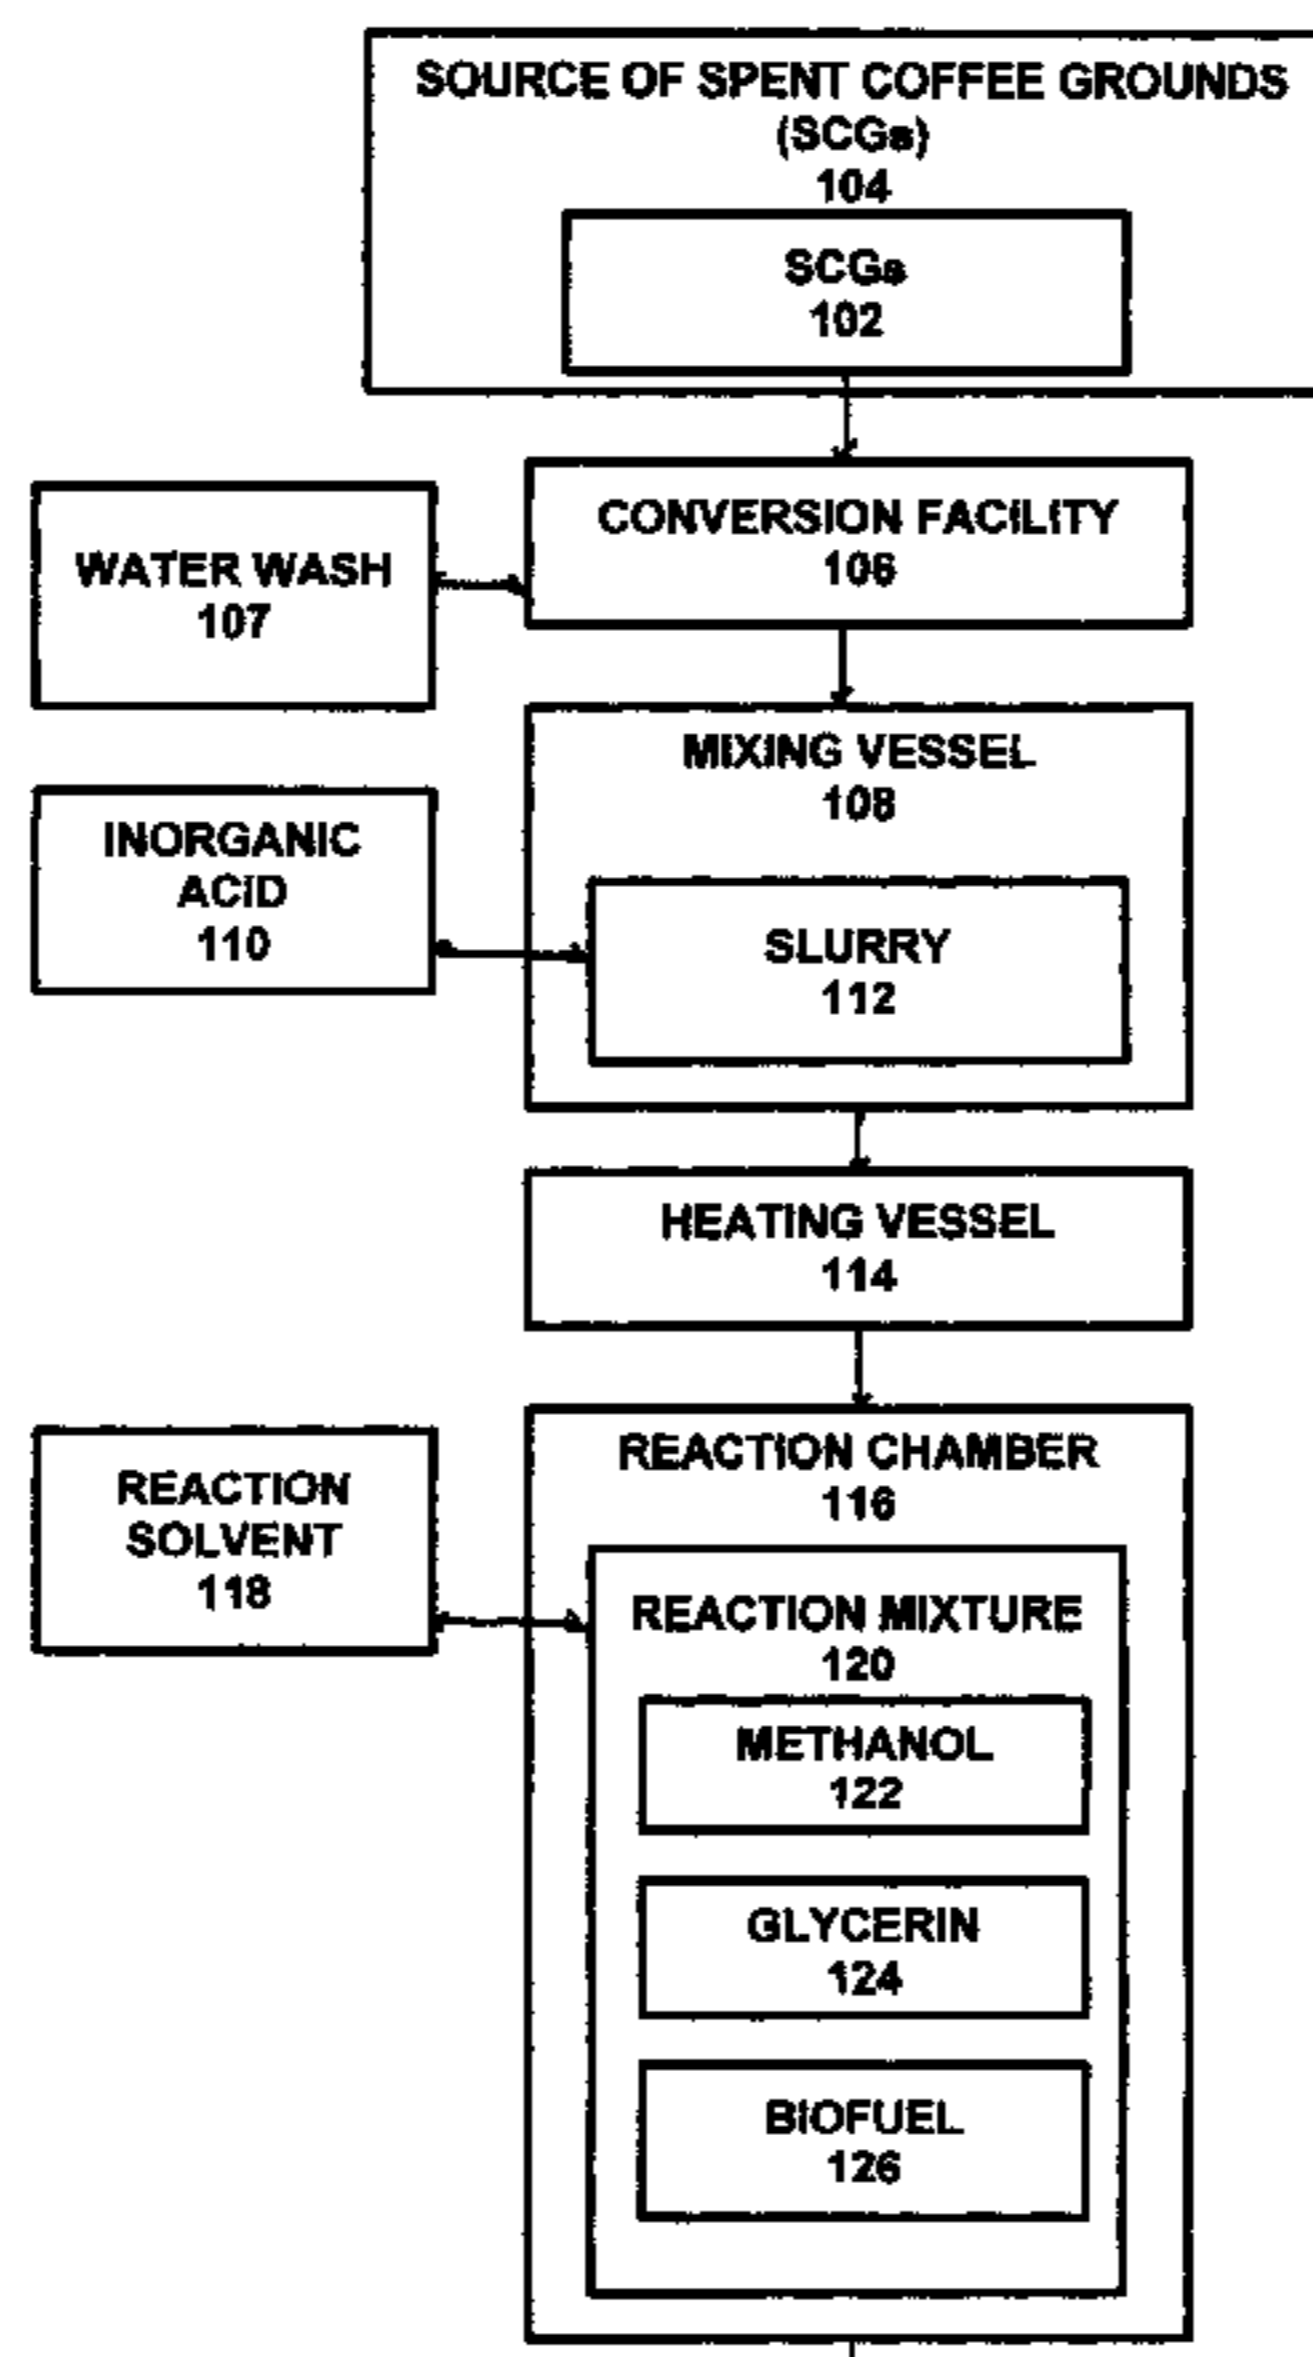 SOURCE OF SPENT COFFEE GROUNDS
(SCGs)
104
SCGs
102
CONVERSION FACILITY
106
WATER WASH
107
MIXING VESSEL
108
INORGANIC
ACID
110
SLURRY
112
HEATING VESSEL
114
REACTION CHAMBER
116
REACTION
SOLVENT
118
REACTION MIXTURE
120
METHANOL
122
GLYCERIN
124
BIOFUEL
126